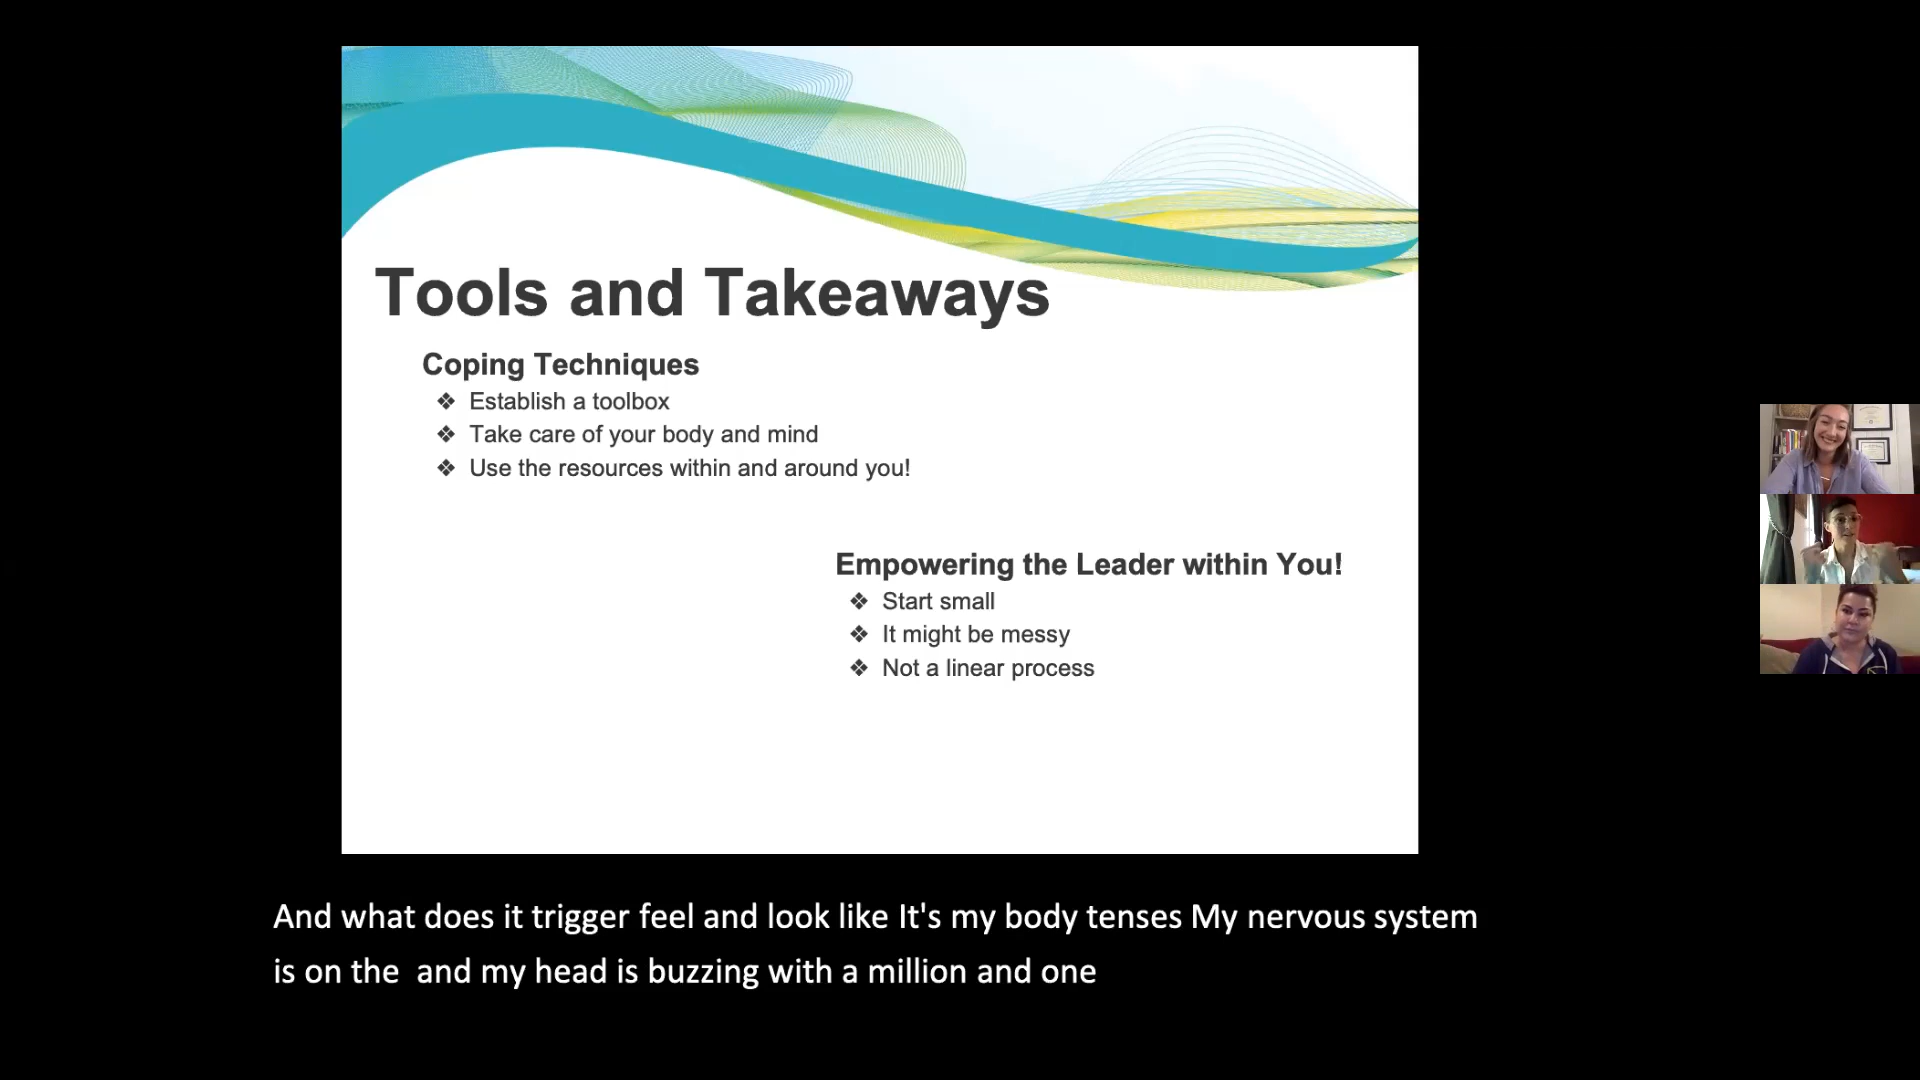 Tools and Takeaways
Coping Techniques
❖ Establish a toolbox
❖ Take care of your body and mind
❖ Use the resources within and around you!
Empowering the Leader within You!
❖ Start small
❖ It might be messy
❖ Not a linear process
And what does it trigger feel and look like It's my body tenses My nervous system
is on the  and my head is buzzing with a million and one